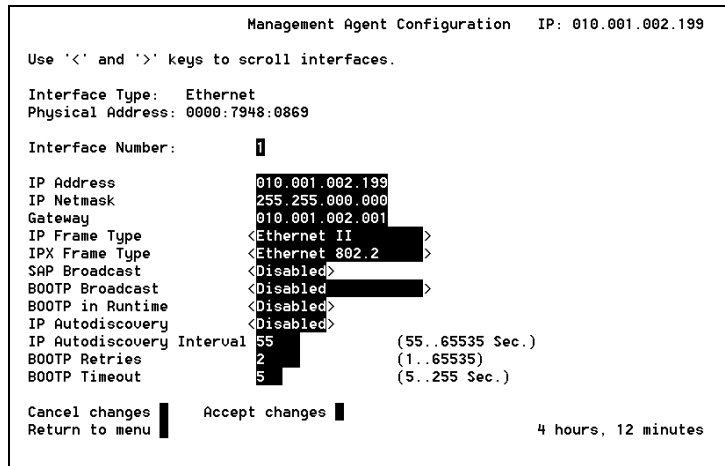 Management Agent Configuration IP: 010.001.002.199
Use '<' and '>' keys to scroll interfaces.
Interface Type: Ethernet
Physical Address: 0000:7948:0869
Interface Number: 1
IP Address 010.001.002.199
IP Netmask 255.255.000.000
Gateway 010.001.002.001
IP Frame Type <Ethernet II >
IPX Frame Type <Ethernet 802.2 >
SAP Broadcast <Disabled>
BOOTP Broadcast <Disabled >
BOOTP in Runtime <Disabled>
IP Autodiscovery <Disabled>
IP Autodiscovery Interval 55 (55..65535 Sec.)
BOOTP Retries 2 (1..65535)
BOOTP Timeout 5 (5..255 Sec.)
Cancel changes Accept changes
Return to menu 4 hours, 12 minutes